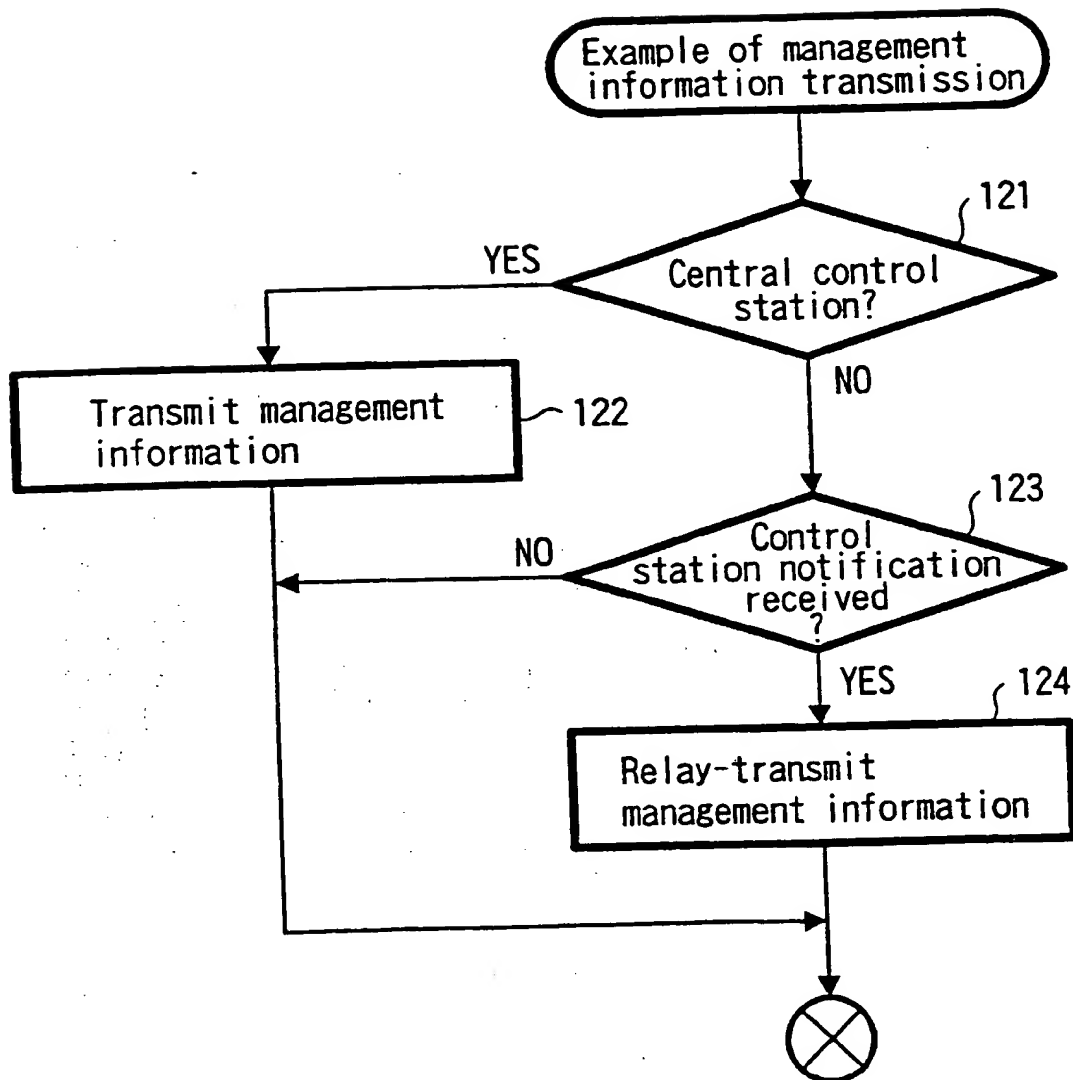 Example of management
information transmission
121
YES
Central control
station?
NO
Transmit management
information
122
123
NO
Control
station notification
received
?
YES
124
Relay-transmit
management information